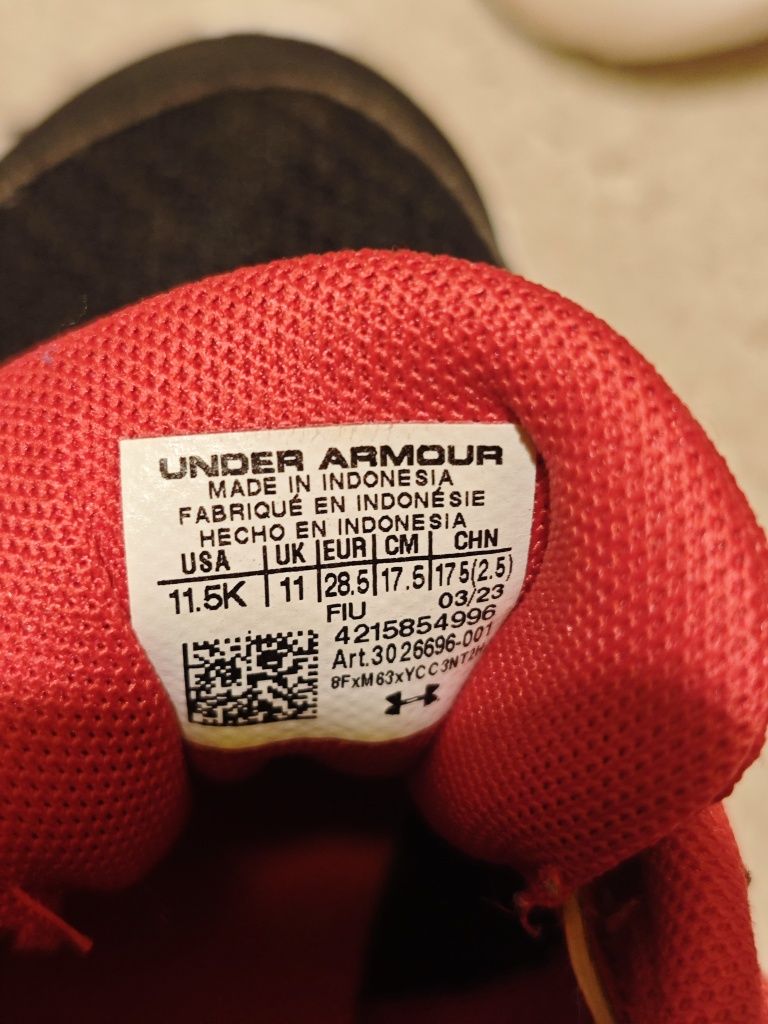 UNDER ARMOUR
MADE IN INDONESIA
FABRIQUÉ EN INDONÉSIE
HECHO EN INDONESIA
USA UK EUR CM CHN
11.5K 11 28.5 17.5 175(2.5)
FIU 03/23
4215854996
Art.3026696-001